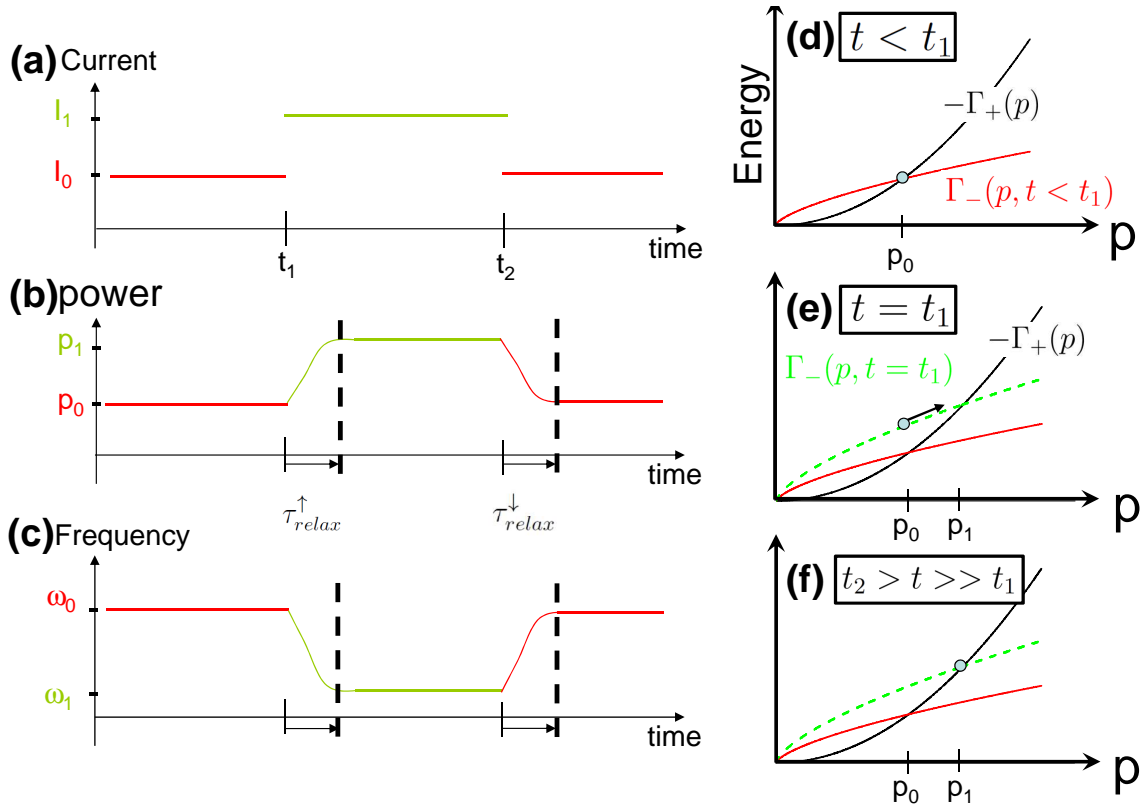 (a) Current
I₁
I₀
t₁
t₂
time
(b) power
p₁
p₀
time
τ↑relax
τ↓relax
(c) Frequency
ω₀
ω₁
time
(d) t < t₁
Energy
−Γ₊(p)
Γ₋(p, t < t₁)
p₀
p
(e) t = t₁
−Γ₊(p)
Γ₋(p, t = t₁)
p₀ p₁
p
(f) t₂ > t >> t₁
p₀ p₁
p